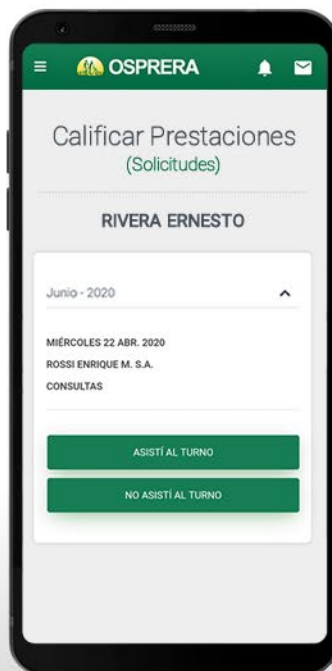 OSPRERA
Calificar Prestaciones
(Solicitudes)
RIVERA ERNESTO
Junio - 2020
MIÉRCOLES 22 ABR. 2020
ROSSI ENRIQUE M. S.A.
CONSULTAS
ASISTÍ AL TURNO
NO ASISTÍ AL TURNO